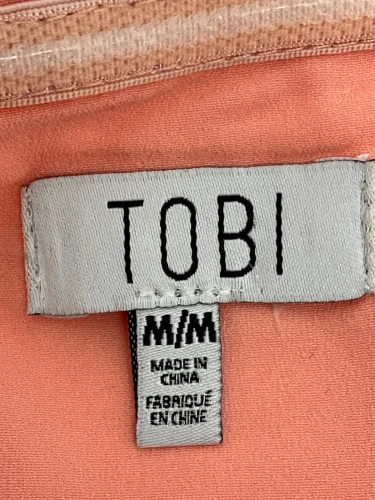 TOBI
M/M
MADE IN
CHINA
FABRIQUÉ
EN CHINE